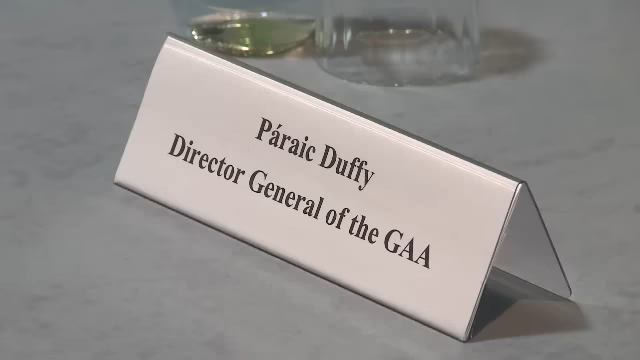 Páraic Duffy
Director General of the GAA